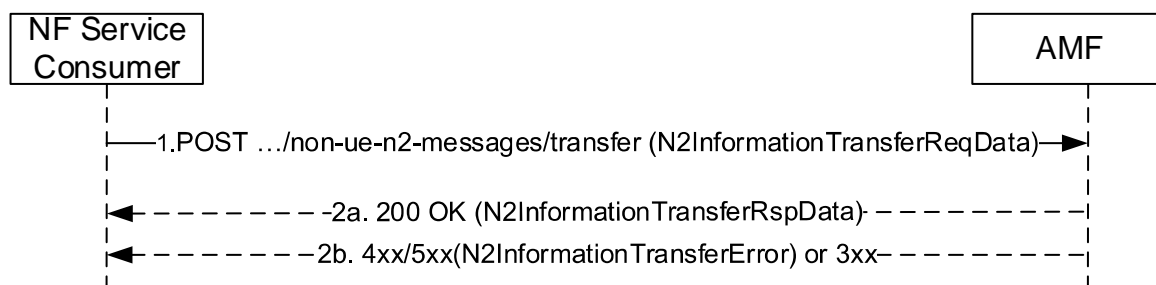 NF Service
Consumer
AMF
1.POST …/non-ue-n2-messages/transfer (N2InformationTransferReqData)
2a. 200 OK (N2InformationTransferRspData)
2b. 4xx/5xx(N2InformationTransferError) or 3xx